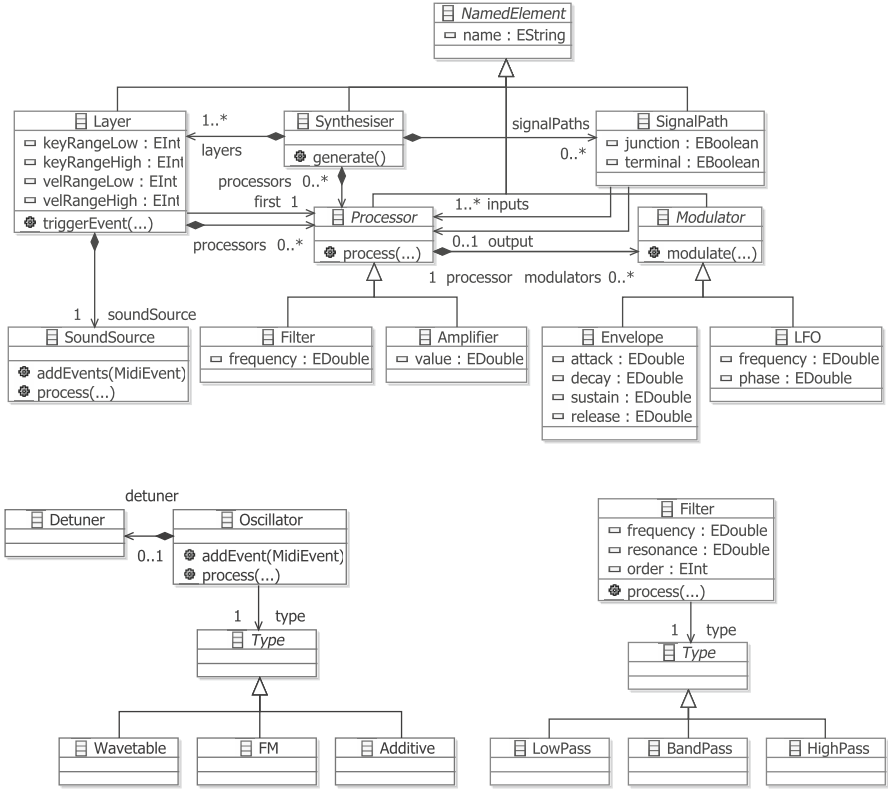 NamedElement
name : EString
Layer
keyRangeLow : EInt
keyRangeHigh : EInt
velRangeLow : EInt
velRangeHigh : EInt
triggerEvent(...)
1..*
layers
Synthesiser
generate()
signalPaths
0..*
SignalPath
junction : EBoolean
terminal : EBoolean
processors 0..*
first 1
processors 0..*
Processor
process(...)
1..* inputs
0..1 output
Modulator
modulate(...)
1 processor modulators 0..*
1 soundSource
SoundSource
addEvents(MidiEvent)
process(...)
Filter
frequency : EDouble
Amplifier
value : EDouble
Envelope
attack : EDouble
decay : EDouble
sustain : EDouble
release : EDouble
LFO
frequency : EDouble
phase : EDouble
detuner
Detuner
0..1
Oscillator
addEvent(MidiEvent)
process(...)
1 type
Type
Wavetable
FM
Additive
Filter
frequency : EDouble
resonance : EDouble
order : EInt
process(...)
1 type
Type
LowPass
BandPass
HighPass